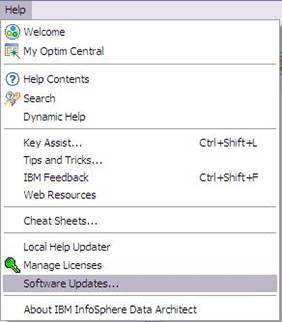 Help
Welcome
My Optim Central
Help Contents
Search
Dynamic Help
Key Assist... Ctrl+Shift+L
Tips and Tricks...
IBM Feedback Ctrl+Shift+F
Web Resources
Cheat Sheets...
Local Help Updater
Manage Licenses
Software Updates...
About IBM InfoSphere Data Architect